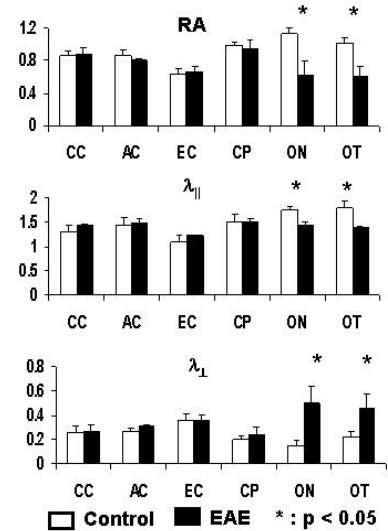 RA
1.2
0.8
0.4
0
* *
CC AC EC CP ON OT
λ||
2
1.5
1
0.5
0
* *
CC AC EC CP ON OT
λ⊥
0.8
0.6
0.4
0.2
0
* *
CC AC EC CP ON OT
Control EAE * : p < 0.05